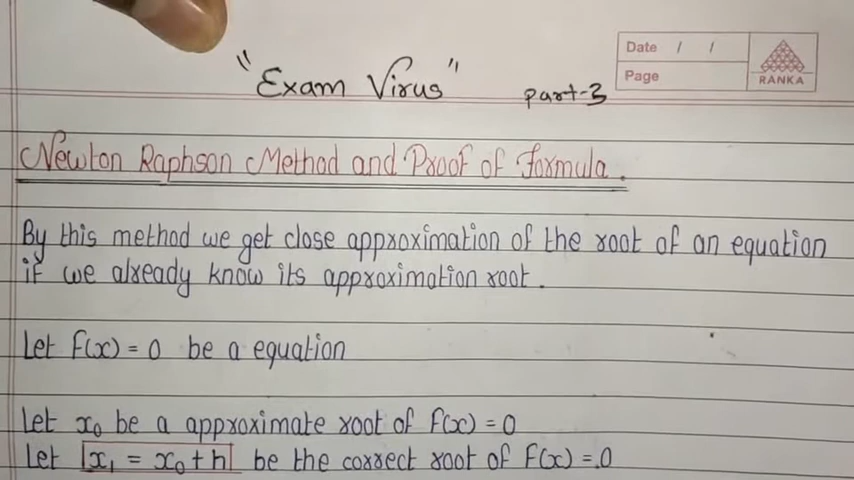 "Exam Virus"
part-3
Date / /
Page
RANKA
Newton Raphson Method and Proof of Formula.
By this method we get close approximation of the root of an equation
if we already know its approximation root.
Let f(x) = 0 be a equation
Let x₀ be a approximate root of f(x) = 0
Let x₁ = x₀ + h be the correct root of f(x) = 0